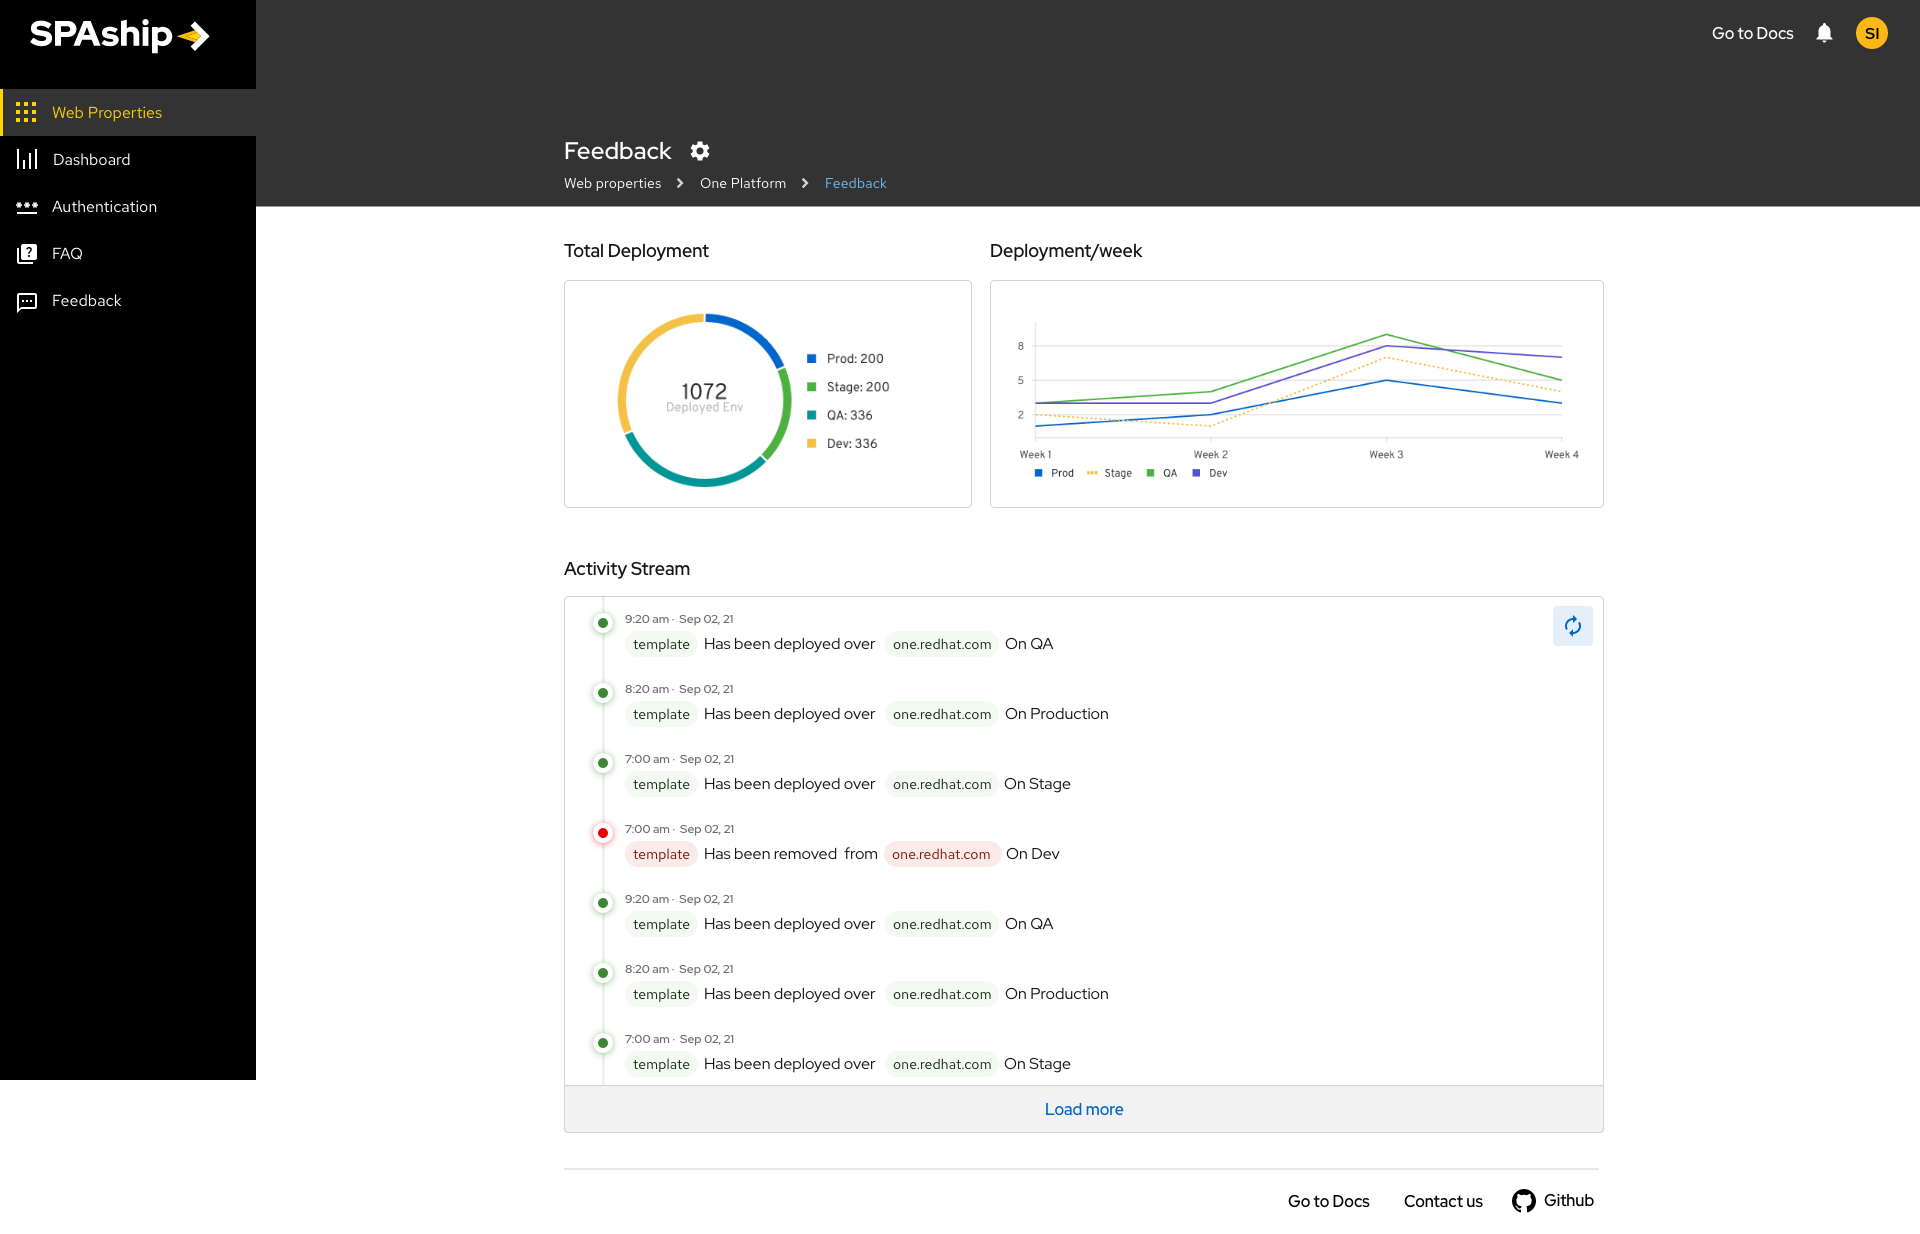 SPAship
Go to Docs
SI
Web Properties
Dashboard
Authentication
FAQ
Feedback
Feedback
Web properties > One Platform > Feedback
Total Deployment
1072
Deployed Env
Prod: 200
Stage: 200
QA: 336
Dev: 336
Deployment/week
8
5
2
Week 1 Week 2 Week 3 Week 4
Prod Stage QA Dev
Activity Stream
9:20 am · Sep 02, 21
template Has been deployed over one.redhat.com On QA
8:20 am · Sep 02, 21
template Has been deployed over one.redhat.com On Production
7:00 am · Sep 02, 21
template Has been deployed over one.redhat.com On Stage
7:00 am · Sep 02, 21
template Has been removed from one.redhat.com On Dev
9:20 am · Sep 02, 21
template Has been deployed over one.redhat.com On QA
8:20 am · Sep 02, 21
template Has been deployed over one.redhat.com On Production
7:00 am · Sep 02, 21
template Has been deployed over one.redhat.com On Stage
Load more
Go to Docs Contact us Github